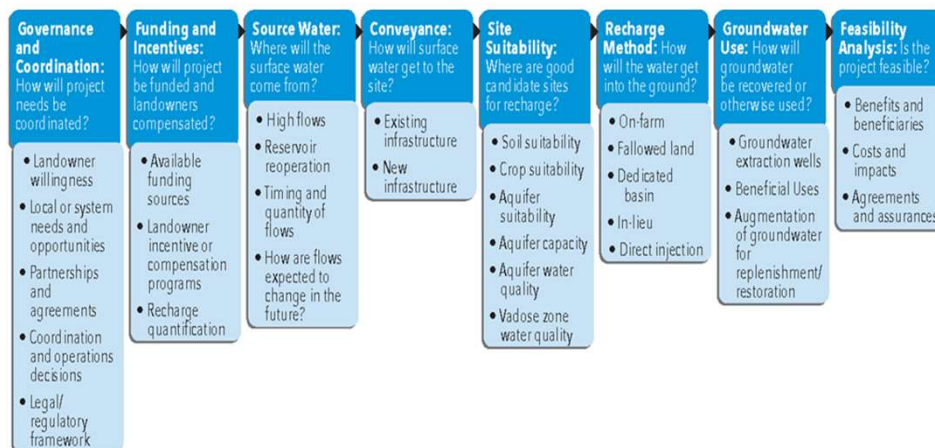 Governance
and
Coordination:
How will project
needs be
coordinated?
• Landowner
willingness
• Local or system
needs and
opportunities
• Partnerships
and
agreements
• Coordination
and operations
decisions
• Legal/
regulatory
framework
Funding and
Incentives:
How will project
be funded and
landowners
compensated?
• Available
funding
sources
• Landowner
incentive or
compensation
programs
• Recharge
quantification
Source Water:
Where will the
surface water
come from?
• High flows
• Reservoir
reoperation
• Timing and
quantity of
flows
• How are flows
expected to
change in the
future?
Conveyance:
How will surface
water get to the
site?
• Existing
infrastructure
• New
infrastructure
Site
Suitability:
Where are good
candidate sites
for recharge?
• Soil suitability
• Crop suitability
• Aquifer
suitability
• Aquifer capacity
• Aquifer water
quality
• Vadose zone
water quality
Recharge
Method: How
will the water get
into the ground?
• On-farm
• Fallowed land
• Dedicated
basin
• In-lieu
• Direct injection
Groundwater
Use: How will
groundwater
be recovered or
otherwise used?
• Groundwater
extraction wells
• Beneficial Uses
• Augmentation
of groundwater
for
replenishment/
restoration
Feasibility
Analysis: Is the
project feasible?
• Benefits and
beneficiaries
• Costs and
impacts
• Agreements
and assurances